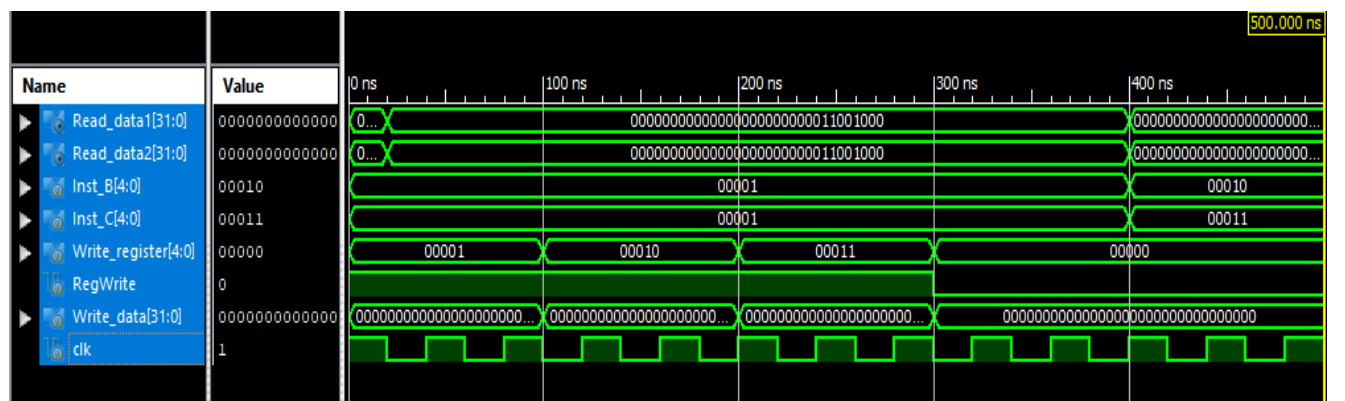 500.000 ns
Name Value 0 ns 100 ns 200 ns 300 ns 400 ns
Read_data1[31:0] 0000000000000 0... 00000000000000000000000011001000 0000000000000000000000...
Read_data2[31:0] 0000000000000 0... 00000000000000000000000011001000 0000000000000000000000...
Inst_B[4:0] 00010 00001 00010
Inst_C[4:0] 00011 00001 00011
Write_register[4:0] 00000 00001 00010 00011 00000
RegWrite 0
Write_data[31:0] 0000000000000 000000000000000000000... 000000000000000000000... 000000000000000000000... 00000000000000000000000000000000
clk 1